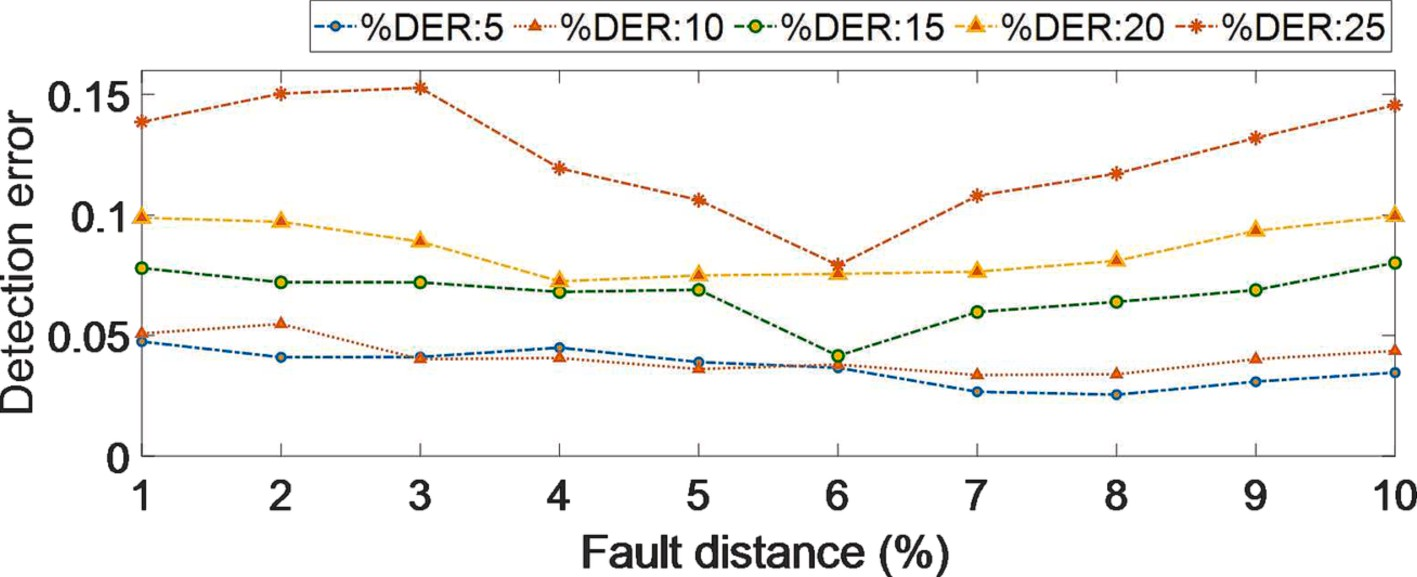 %DER:5 %DER:10 %DER:15 %DER:20 %DER:25
Detection error
0.15
0.1
0.05
0
1 2 3 4 5 6 7 8 9 10
Fault distance (%)